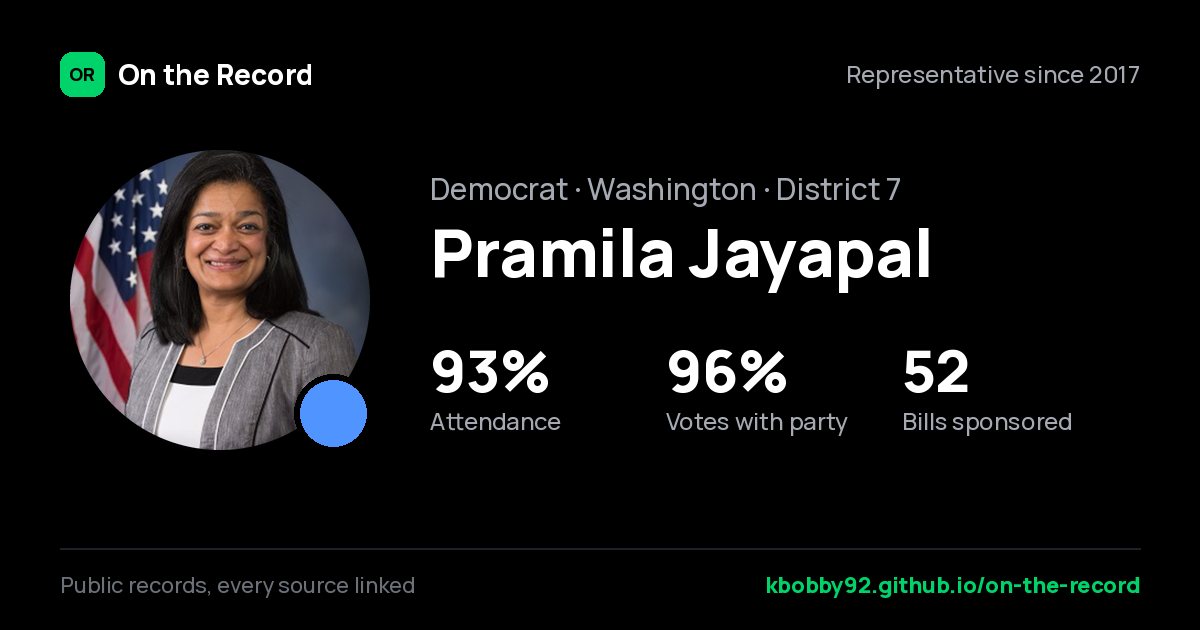 OR On the Record
Representative since 2017
Democrat · Washington · District 7
Pramila Jayapal
93% 96% 52
Attendance Votes with party Bills sponsored
Public records, every source linked
kbobby92.github.io/on-the-record